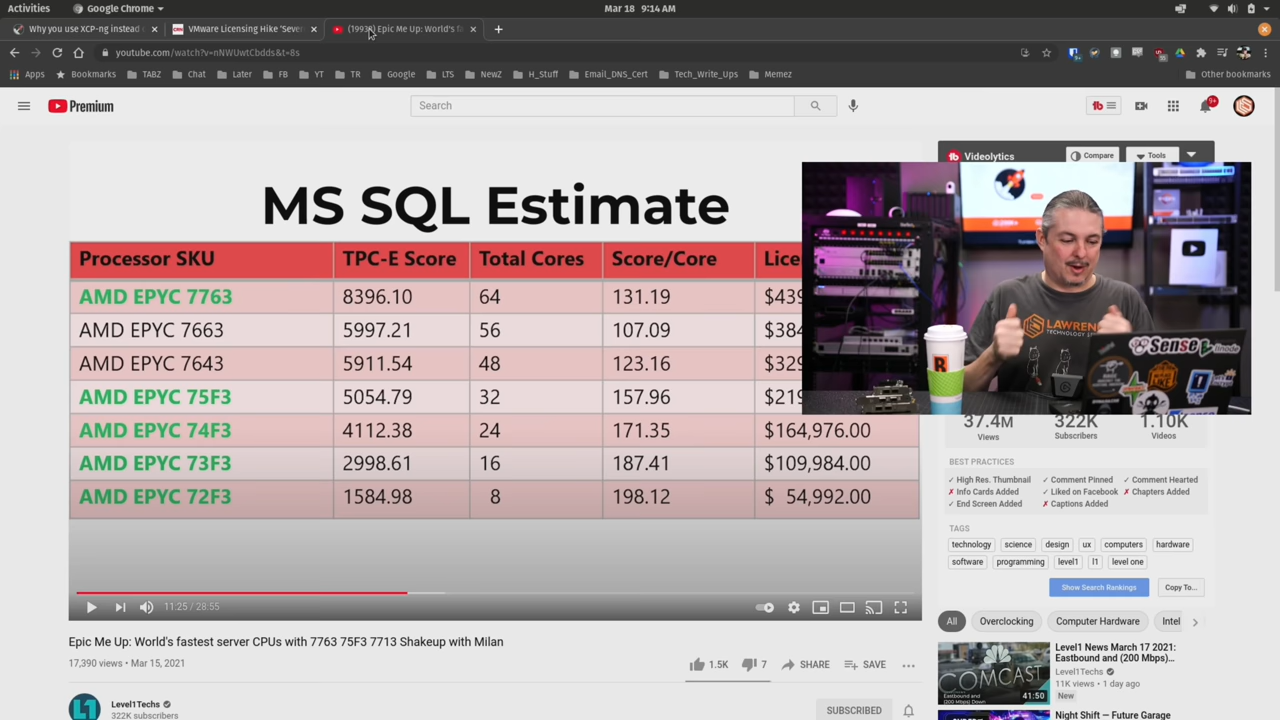 Activities
Google Chrome
Mar 18 9:14 AM
Why you use XCP-ng instead
VMware Licensing Hike 'Seve
Epic Me Up: World's f
youtube.com/watch?v=nNWUwtCbdds&t=8s
Apps
Bookmarks
TABZ
Chat
Later
FB
YT
TR
Google
LTS
NewZ
H_Stuff
Email_DNS_Cert
Tech_Write_Ups
Memez
Other bookmarks
Premium
Search
9+
Videolytics
Compare
Tools
MS SQL Estimate
Processor SKU TPC-E Score Total Cores Score/Core Lice
AMD EPYC 7763 8396.10 64 131.19 $439
AMD EPYC 7663 5997.21 56 107.09 $384
AMD EPYC 7643 5911.54 48 123.16 $329
AMD EPYC 75F3 5054.79 32 157.96 $219
AMD EPYC 74F3 4112.38 24 171.35 $164,976.00
AMD EPYC 73F3 2998.61 16 187.41 $109,984.00
AMD EPYC 72F3 1584.98 8 198.12 $ 54,992.00
LAWREN
TECHNOLOGY
Sense
linode
R
37.4M 322K 1.10K
Views Subscribers Videos
BEST PRACTICES
✓ High Res. Thumbnail ✓ Comment Pinned ✓ Comment Hearted
✗ Info Cards Added ✓ Liked on Facebook ✗ Chapters Added
✓ End Screen Added ✗ Captions Added
TAGS
technology science design ux computers hardware
software programming level1 l1 level one
Show Search Rankings
Copy To...
11:25 / 28:55
All
Overclocking
Computer Hardware
Intel
Epic Me Up: World's fastest server CPUs with 7763 75F3 7713 Shakeup with Milan
17,390 views • Mar 15, 2021
1.5K
7
SHARE
SAVE
Level1Techs
322K subscribers
SUBSCRIBED
COMCAST
41:50
Level1 News March 17 2021:
Eastbound and (200 Mbps)...
Level1Techs
11K views • 1 day ago
New
Night Shift — Future Garage